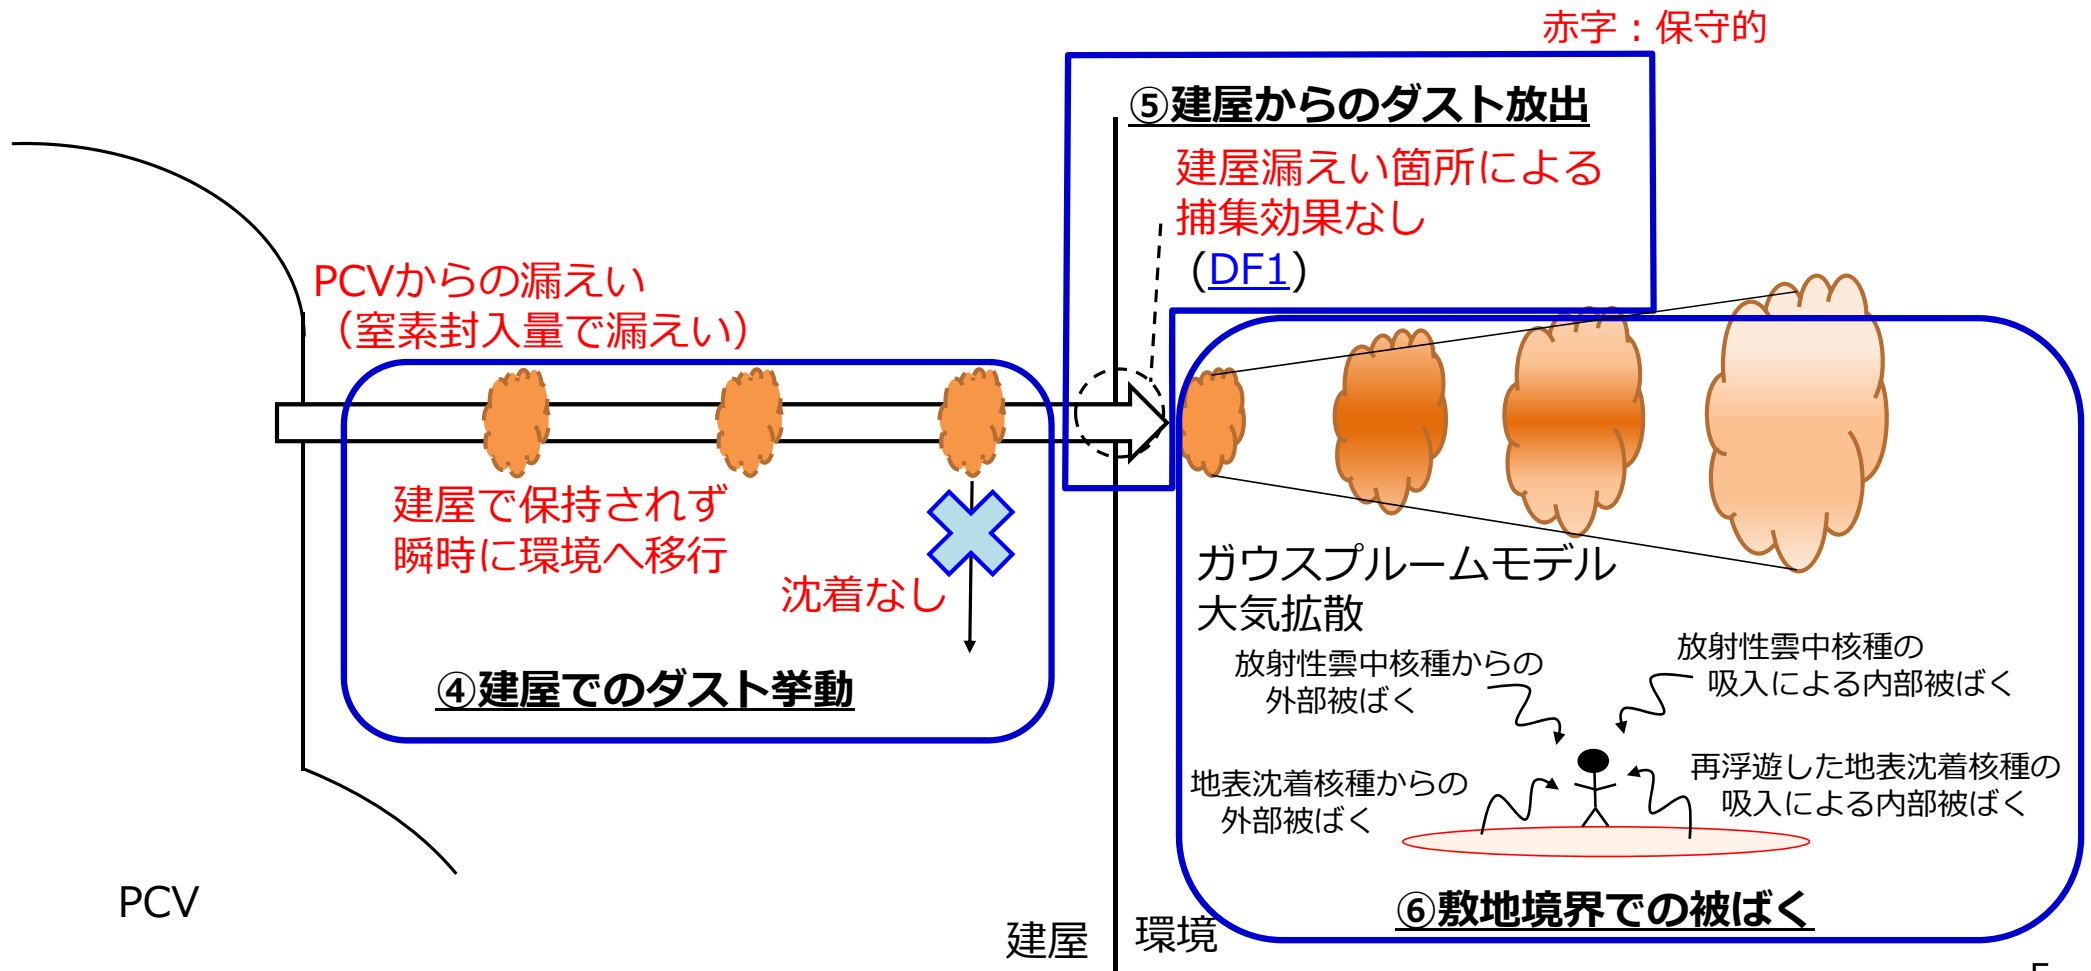 赤字：保守的
⑤建屋からのダスト放出
建屋漏えい箇所による
捕集効果なし
(DF1)
PCVからの漏えい
（窒素封入量で漏えい）
建屋で保持されず
瞬時に環境へ移行
沈着なし
④建屋でのダスト挙動
ガウスプルームモデル
大気拡散
放射性雲中核種からの
外部被ばく
放射性雲中核種の
吸入による内部被ばく
地表沈着核種からの
外部被ばく
再浮遊した地表沈着核種の
吸入による内部被ばく
⑥敷地境界での被ばく
PCV
建屋
環境